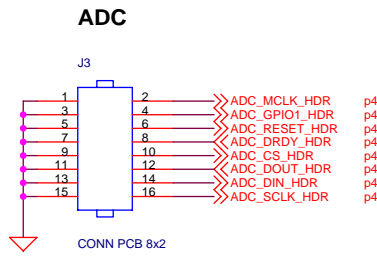 ADC
J3
1 2 ADC_MCLK_HDR p4
3 4 ADC_GPIO1_HDR p4
5 6 ADC_RESET_HDR p4
7 8 ADC_DRDY_HDR p4
9 10 ADC_CS_HDR p4
11 12 ADC_DOUT_HDR p4
13 14 ADC_DIN_HDR p4
15 16 ADC_SCLK_HDR p4
CONN PCB 8x2